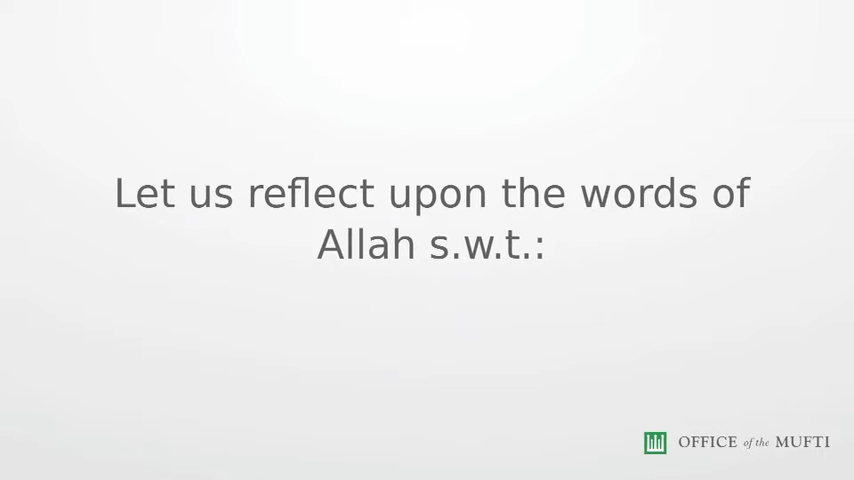 Let us reflect upon the words of
Allah s.w.t.:
OFFICE of the MUFTI